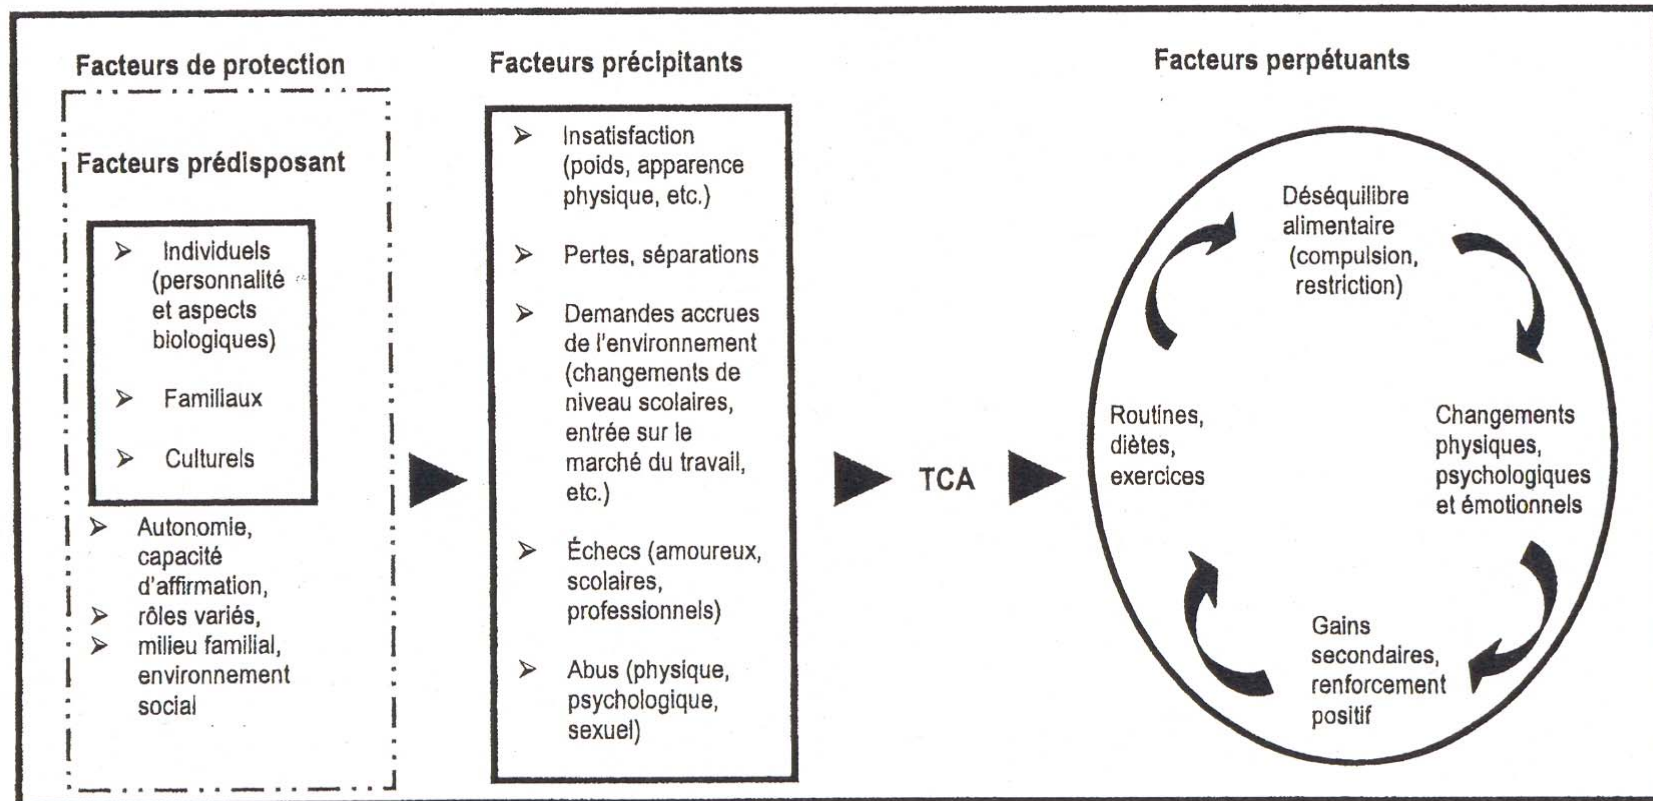 Facteurs de protection
Facteurs prédisposant
➤ Individuels
(personnalité
et aspects
biologiques)
➤ Familiaux
➤ Culturels
➤ Autonomie,
capacité
d'affirmation,
➤ rôles variés,
➤ milieu familial,
environnement
social
Facteurs précipitants
➤ Insatisfaction
(poids, apparence
physique, etc.)
➤ Pertes, séparations
➤ Demandes accrues
de l'environnement
(changements de
niveau scolaires,
entrée sur le
marché du travail,
etc.)
➤ Échecs (amoureux,
scolaires,
professionnels)
➤ Abus (physique,
psychologique,
sexuel)
TCA
Facteurs perpétuants
Déséquilibre
alimentaire
(compulsion,
restriction)
Changements
physiques,
psychologiques
et émotionnels
Gains
secondaires,
renforcement
positif
Routines,
diètes,
exercices